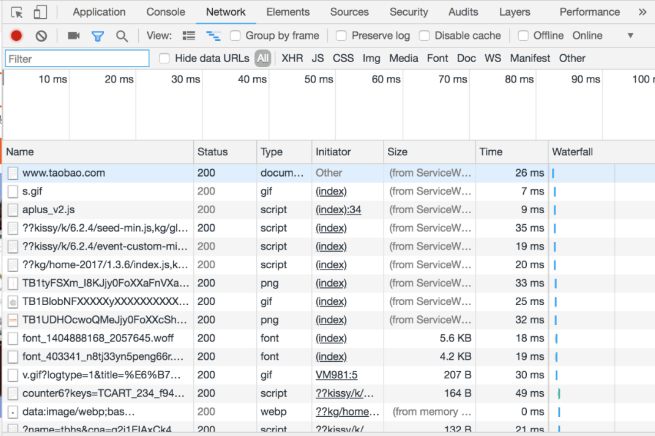 Application Console Network Elements Sources Security Audits Layers Performance »
View: Group by frame Preserve log Disable cache Offline Online ▼
Filter Hide data URLs All XHR JS CSS Img Media Font Doc WS Manifest Other
10 ms 20 ms 30 ms 40 ms 50 ms 60 ms 70 ms 80 ms 90 ms 100 m
Name Status Type Initiator Size Time Waterfall
www.taobao.com 200 docum... Other (from ServiceW... 26 ms
s.gif 200 gif (index) (from ServiceW... 7 ms
aplus_v2.js 200 script (index):34 (from ServiceW... 9 ms
??kissy/k/6.2.4/seed-min.js,kg/gl... 200 script (index) (from ServiceW... 35 ms
??kissy/k/6.2.4/event-custom-mi... 200 script (index) (from ServiceW... 19 ms
??kg/home-2017/1.3.6/index.js,k... 200 script (index) (from ServiceW... 20 ms
200 png (index) (from ServiceW... 33 ms
200 gif (index) (from ServiceW... 25 ms
200 png (index) (from ServiceW... 32 ms
font_1404888168_2057645.woff 200 font (index) 5.6 KB 18 ms
font_403341_n8tj33yn5peng66r.... 200 font (index) 4.2 KB 19 ms
v.gif?logtype=1&title=%E6%B7... 200 gif VM981:5 207 B 30 ms
counter6?keys=TCART_234_f94... 200 script ??kissy/k/... 164 B 49 ms
data:image/webp;bas... 200 webp ??kg/home... (from memory ... 0 ms
200 script ??kissy/k/... 132 B 21 ms